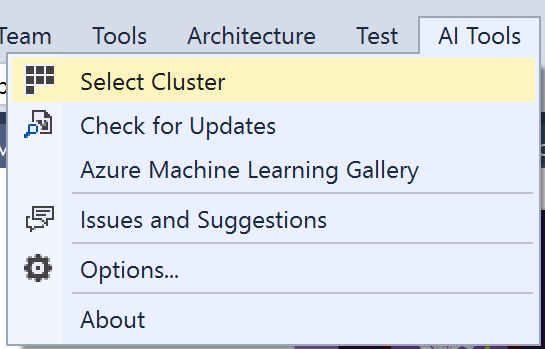 Team Tools Architecture Test AI Tools
Select Cluster
Check for Updates
Azure Machine Learning Gallery
Issues and Suggestions
Options...
About